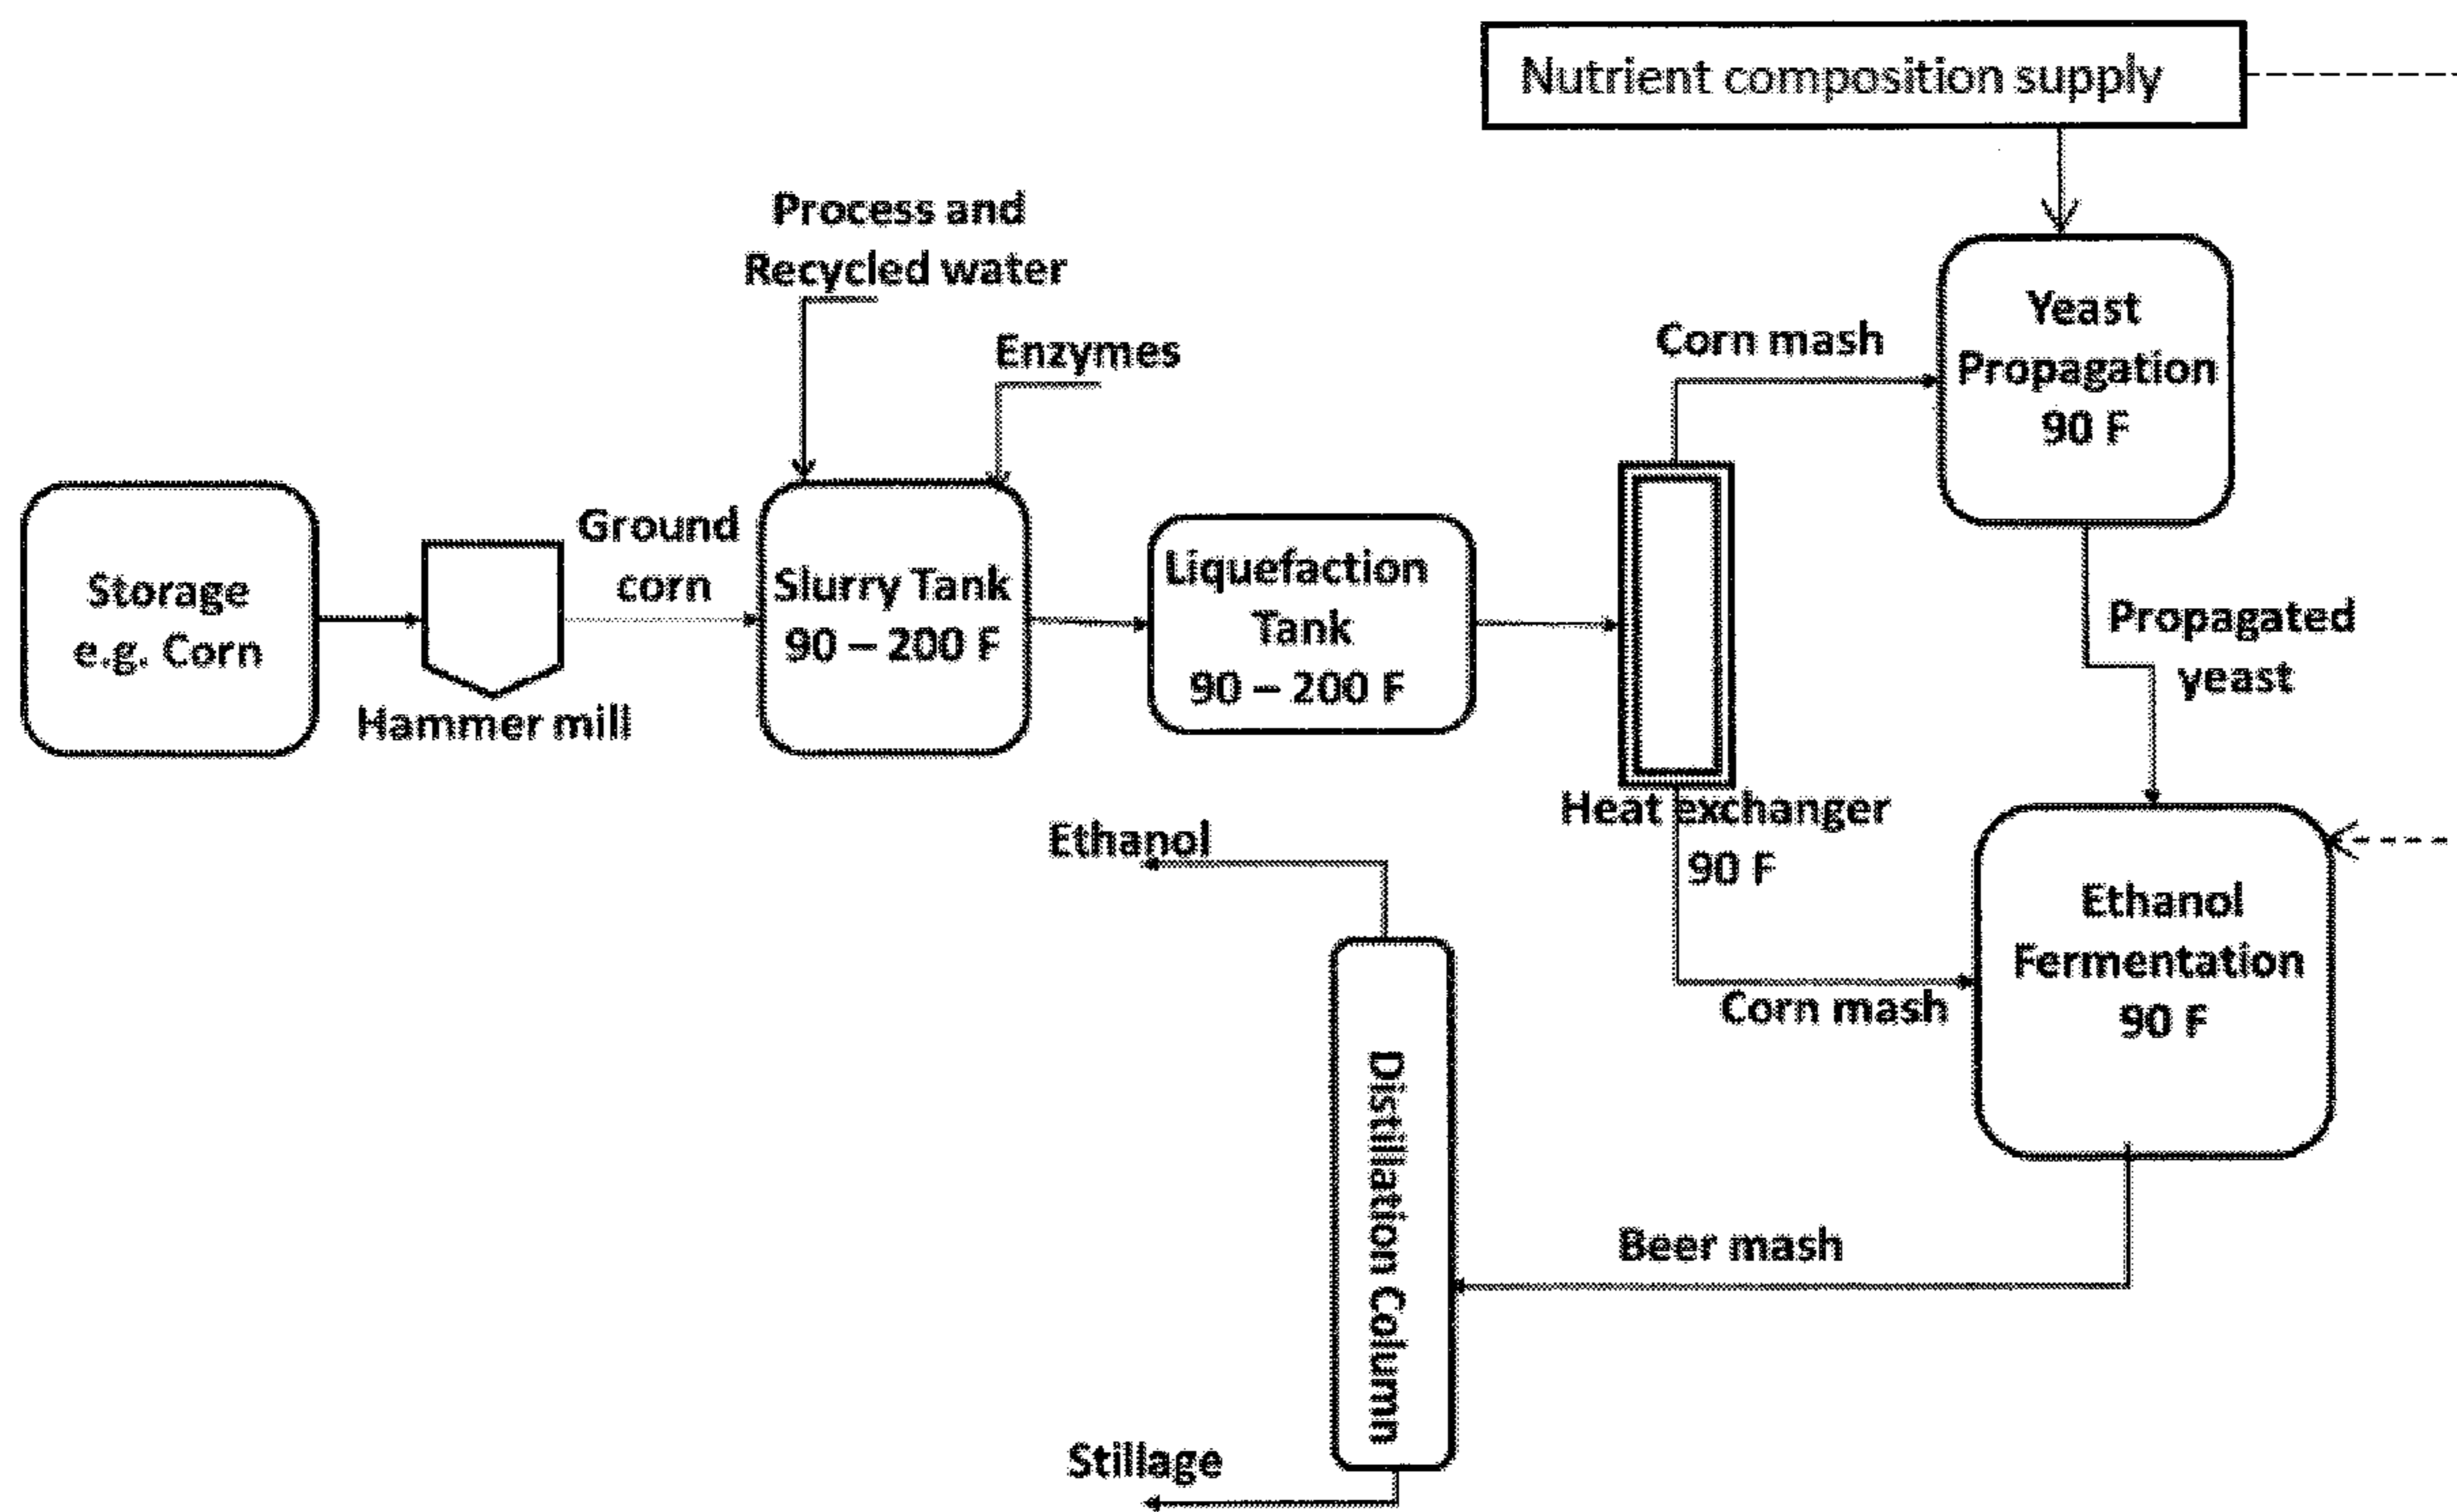 Nutrient composition supply
Process and
Recycled water
Enzymes
Corn mash
Yeast
Propagation
90 F
Storage
e.g. Corn
Hammer mill
Ground
corn
Slurry Tank
90 – 200 F
Liquefaction
Tank
90 – 200 F
Propagated
yeast
Heat exchanger
90 F
Ethanol
Corn mash
Ethanol
Fermentation
90 F
Distillation Column
Beer mash
Stillage